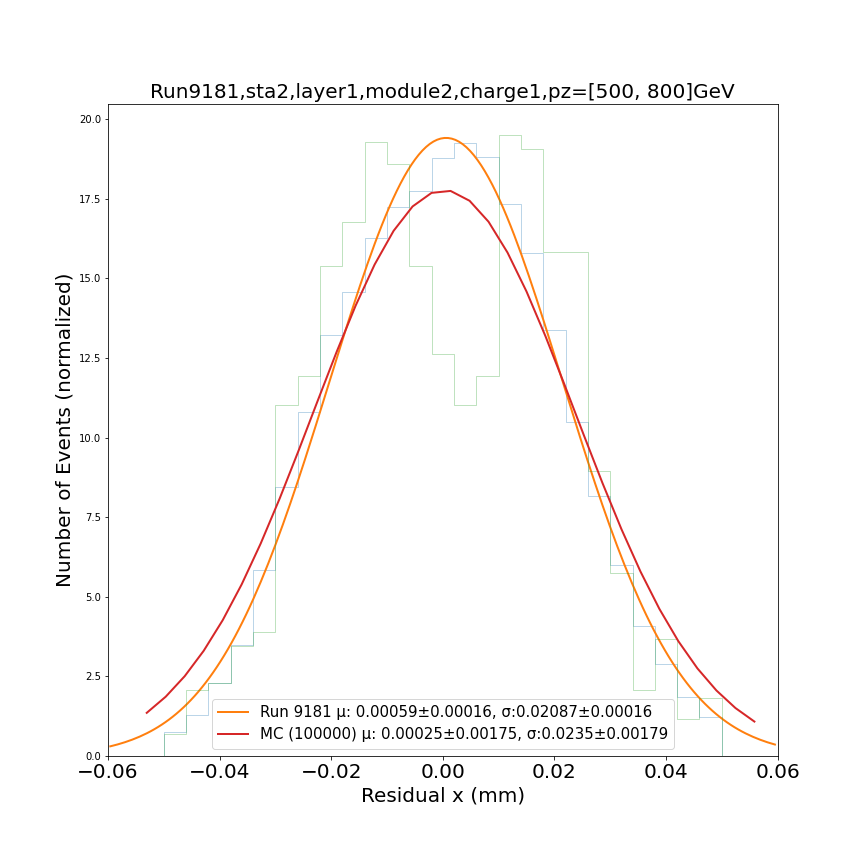 Run9181,sta2,layer1,module2,charge1,pz=[500, 800]GeV
20.0
17.5
15.0
12.5
10.0
7.5
5.0
2.5
0.0
Number of Events (normalized)
Run 9181 μ: 0.00059±0.00016, σ:0.02087±0.00016
MC (100000) μ: 0.00025±0.00175, σ:0.0235±0.00179
−0.06 −0.04 −0.02 0.00 0.02 0.04 0.06
Residual x (mm)